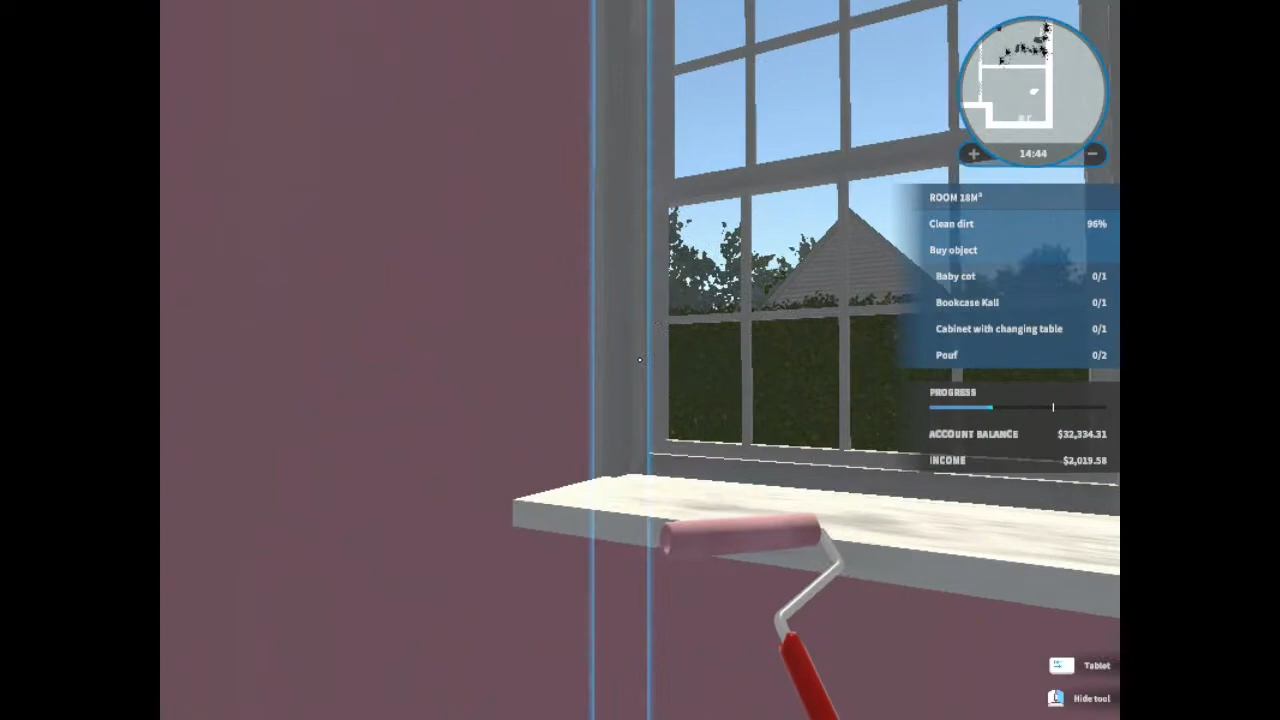 14:44
ROOM 18M²
Clean dirt 96%
Buy object
Baby cot 0/1
Bookcase Kall 0/1
Cabinet with changing table 0/1
Pouf 0/2
PROGRESS
ACCOUNT BALANCE $32,334.31
INCOME $2,019.58
Tablet
Hide tool